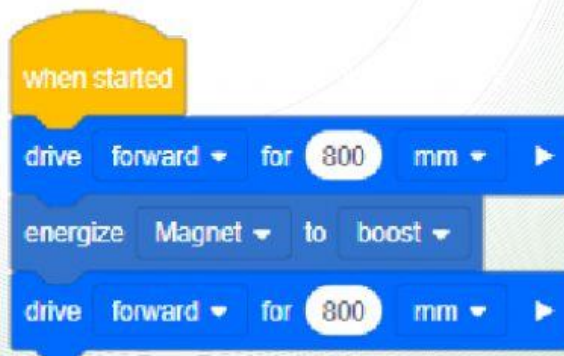 when started
drive forward for 800 mm
energize Magnet to boost
drive forward for 800 mm